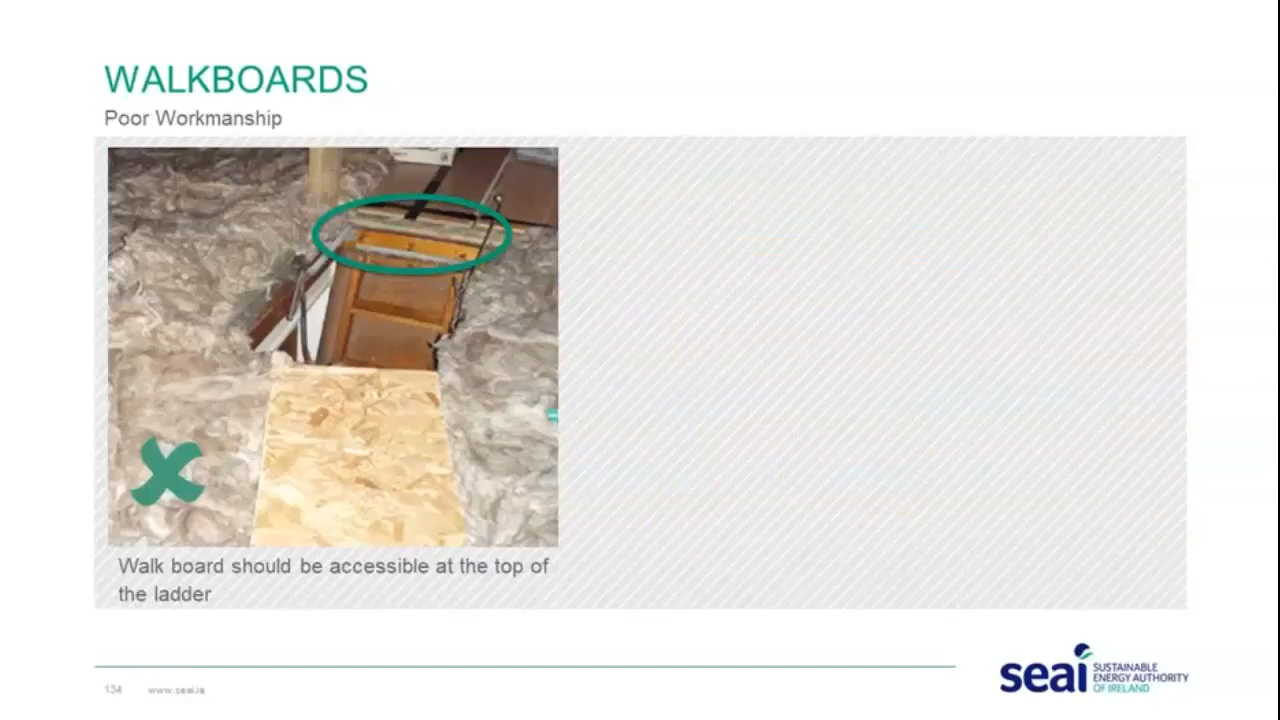 WALKBOARDS
Poor Workmanship
Walk board should be accessible at the top of
the ladder
134 www.seai.ie
seai SUSTAINABLE
ENERGY AUTHORITY
OF IRELAND